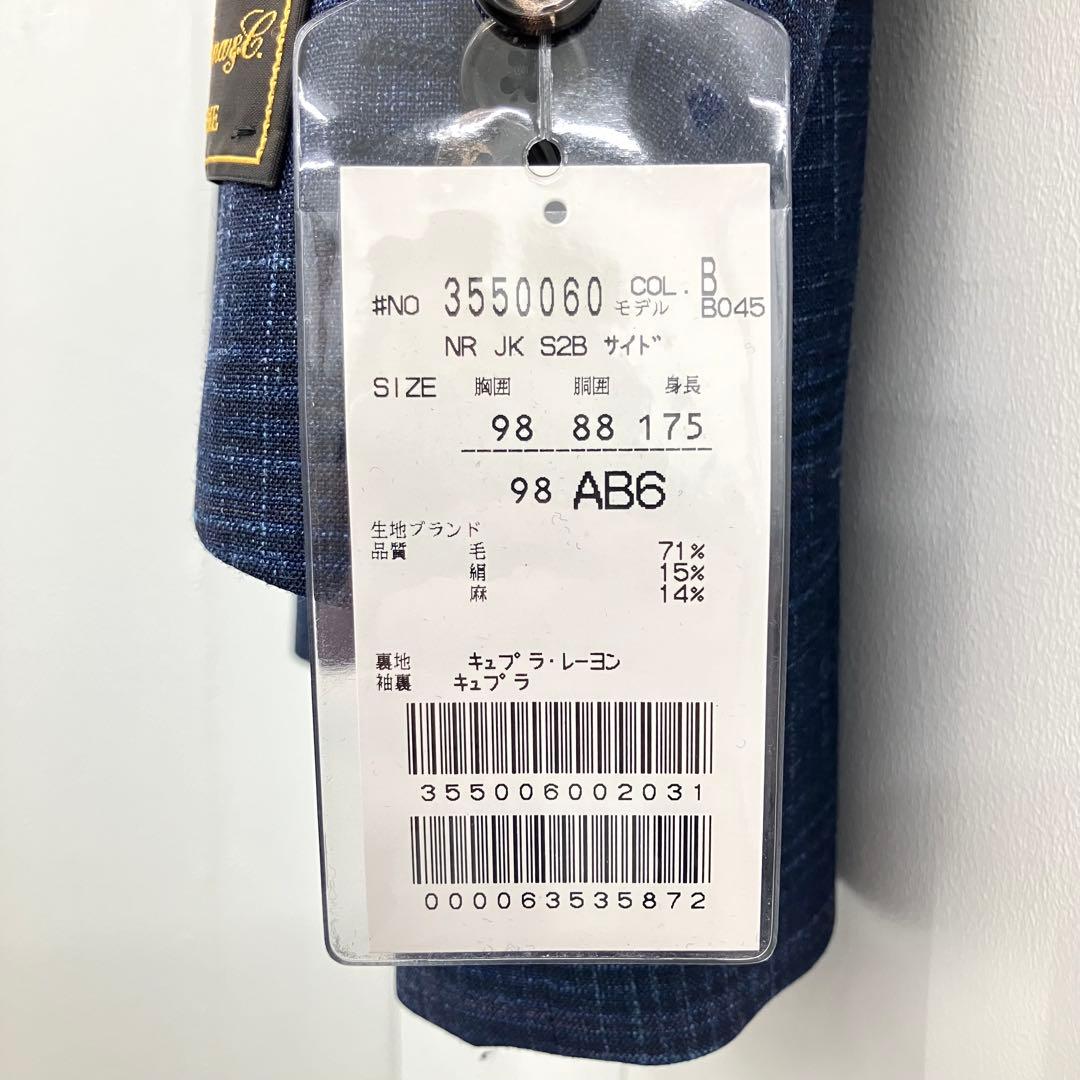 #NO 3550060 COL. B
モデル B045
NR JK S2B サイド
SIZE 胸囲 胴囲 身長
98 88 175
98 AB6
生地ブランド
品質 毛 71%
絹 15%
麻 14%
裏地 キュプラ・レーヨン
袖裏 キュプラ
355006002031
0000063535872